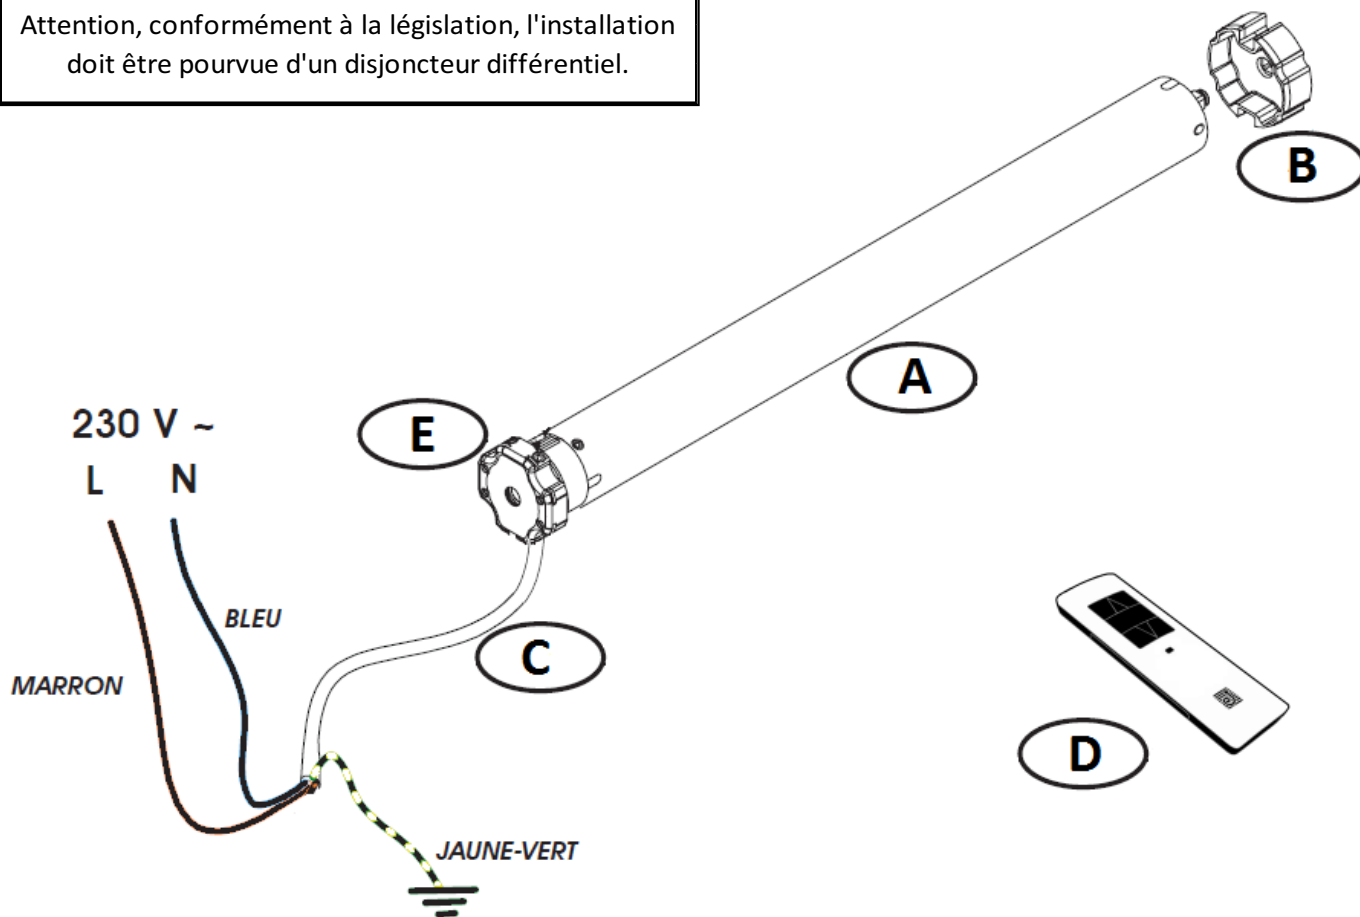 Attention, conformément à la législation, l'installation
doit être pourvue d'un disjoncteur différentiel.
B
A
E
230 V ~
L N
BLEU
C
MARRON
D
JAUNE-VERT